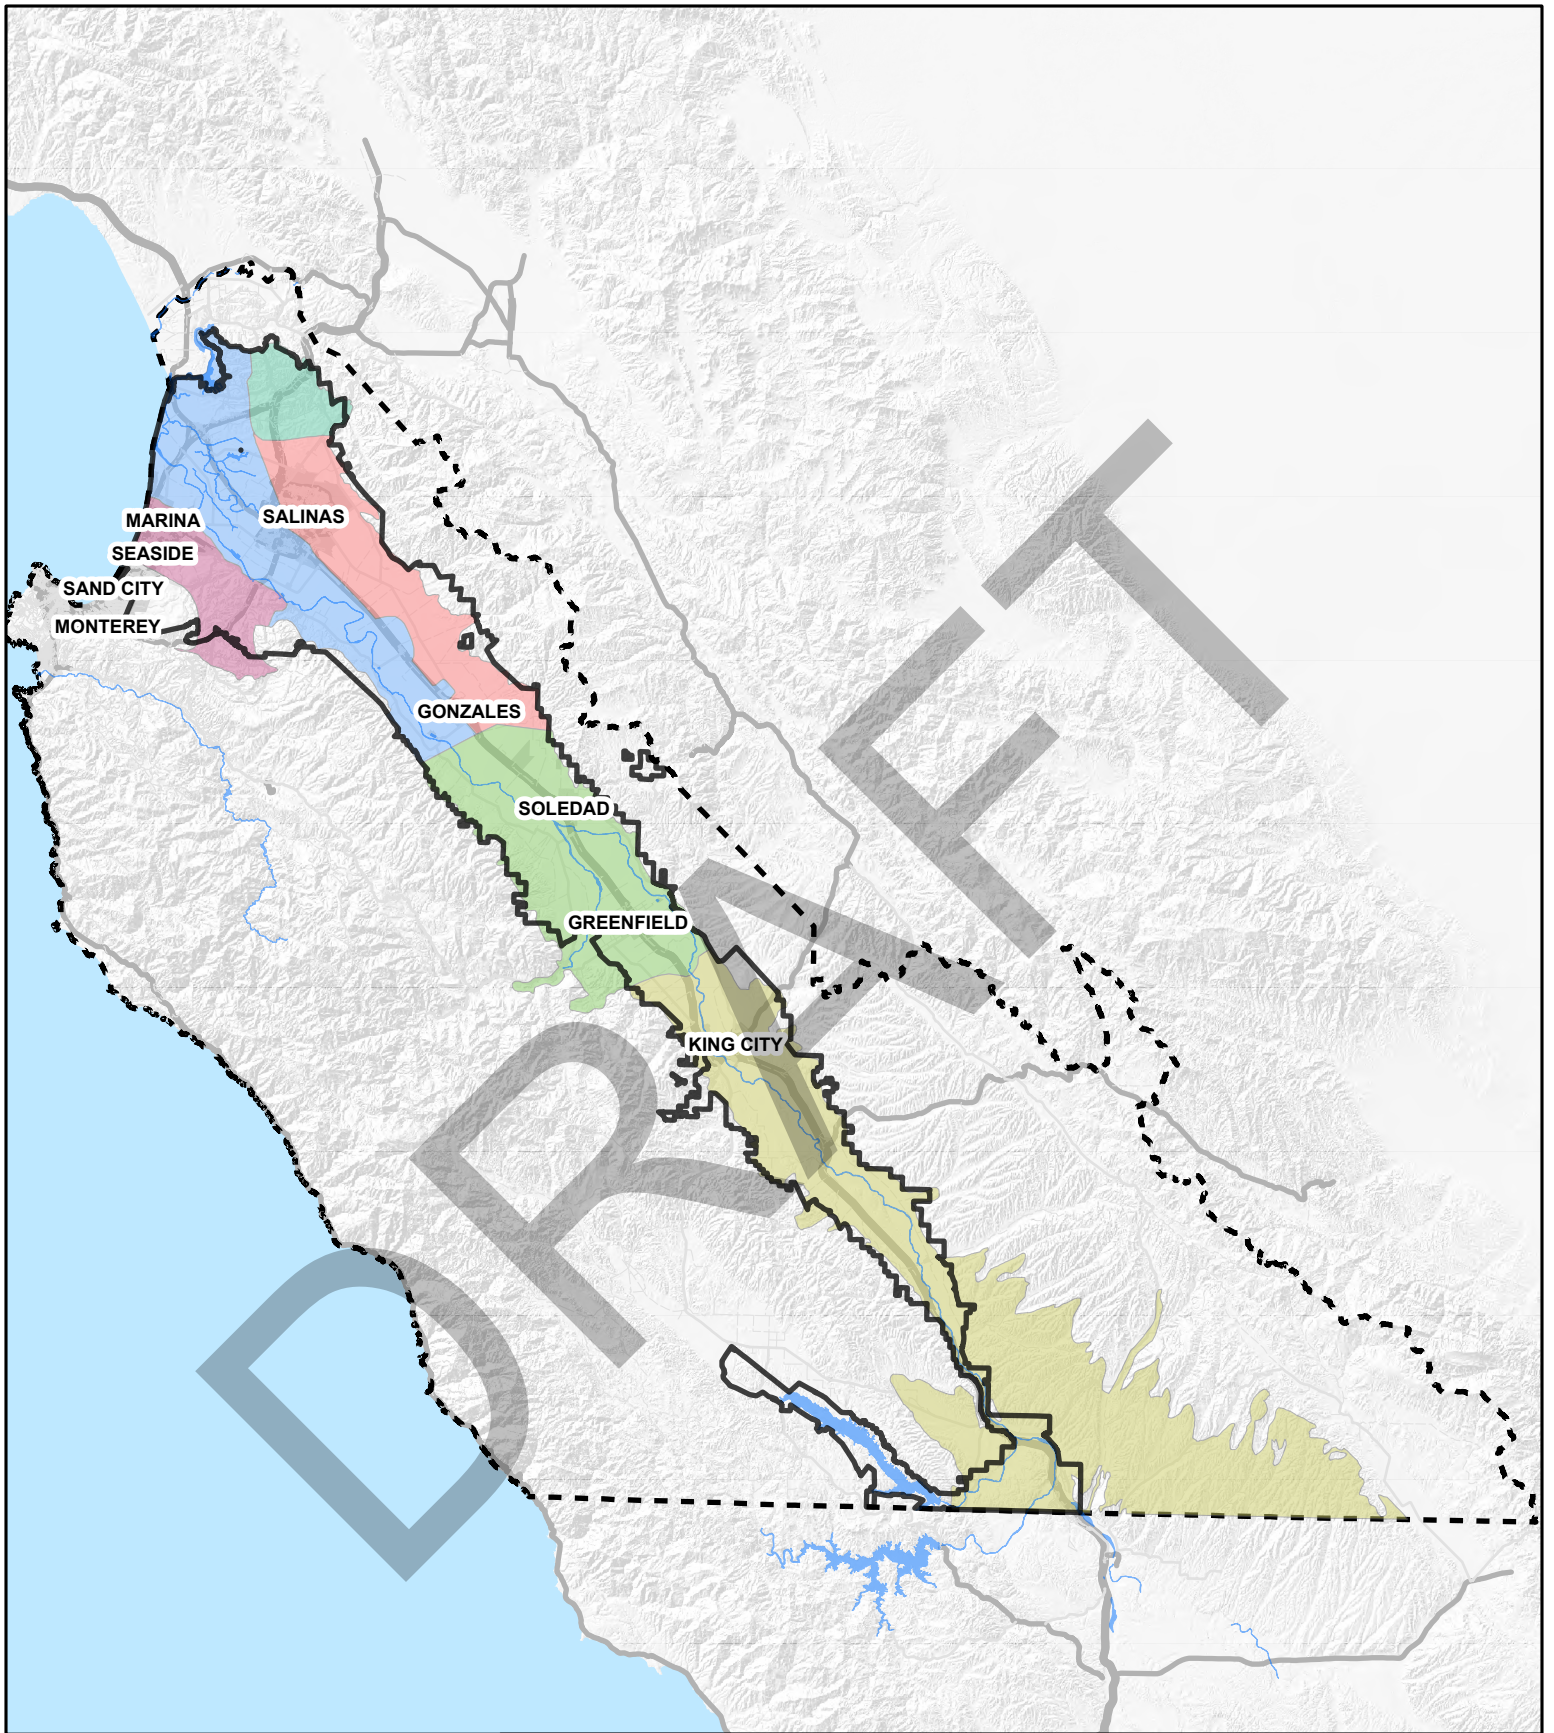 MARINA
SALINAS
SEASIDE
SAND CITY
MONTEREY
GONZALES
SOLEDAD
GREENFIELD
KING CITY
DRAFT